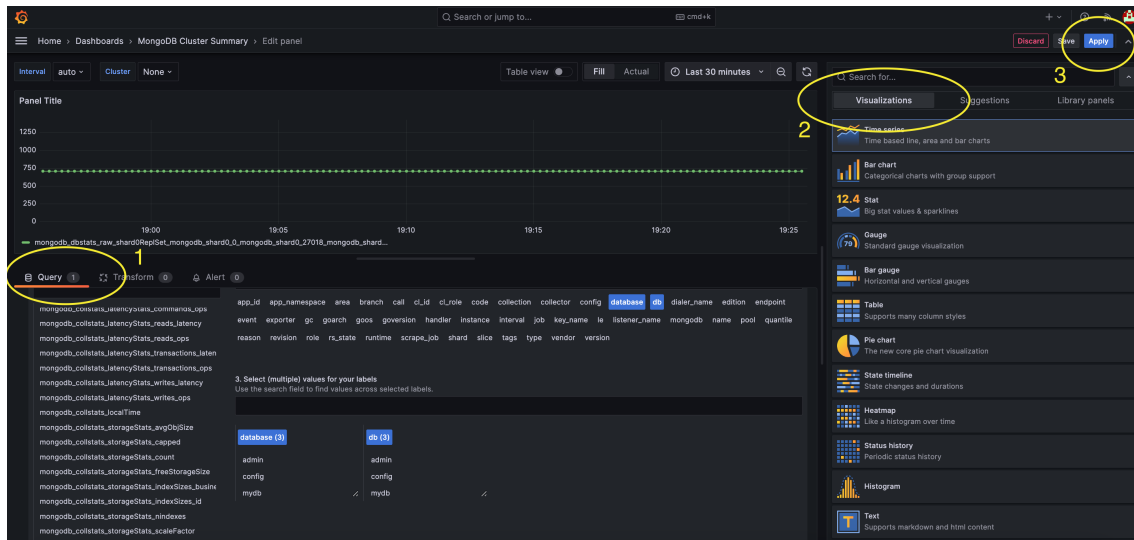 Search or jump to...
cmd+k
Home › Dashboards › MongoDB Cluster Summary › Edit panel
Discard
Save
Apply
3
Interval auto
Cluster None
Table view
Fill
Actual
Last 30 minutes
Search for...
Panel Title
Visualizations
Suggestions
Library panels
2
1250
1000
750
500
250
0
19:00
19:05
19:10
19:15
19:20
19:25
mongodb_dbstats_raw_shard0ReplSet_mongodb_shard0_0_mongodb_shard0_27018_mongodb_shard...
1
Query 1
Transform 0
Alert 0
mongodb_collstats_latencyStats_commands_ops
mongodb_collstats_latencyStats_reads_latency
mongodb_collstats_latencyStats_reads_ops
mongodb_collstats_latencyStats_transactions_laten
mongodb_collstats_latencyStats_transactions_ops
mongodb_collstats_latencyStats_writes_latency
mongodb_collstats_latencyStats_writes_ops
mongodb_collstats_localTime
mongodb_collstats_storageStats_avgObjSize
mongodb_collstats_storageStats_capped
mongodb_collstats_storageStats_count
mongodb_collstats_storageStats_freeStorageSize
mongodb_collstats_storageStats_indexSizes_busine
mongodb_collstats_storageStats_indexSizes_id
mongodb_collstats_storageStats_nindexes
mongodb_collstats_storageStats_scaleFactor
app_id app_namespace area branch call cl_id cl_role code collection collector config database db dialer_name edition endpoint
event exporter gc goarch goos goversion handler instance interval job key_name le listener_name mongodb name pool quantile
reason revision role rs_state runtime scrape_job shard slice tags type vendor version
3. Select (multiple) values for your labels
Use the search field to find values across selected labels.
database (3)
admin
config
mydb
db (3)
admin
config
mydb
Time series
Time based line, area and bar charts
Bar chart
Categorical charts with group support
12.4
Stat
Big stat values & sparklines
79
Gauge
Standard gauge visualization
Bar gauge
Horizontal and vertical gauges
Table
Supports many column styles
Pie chart
The new core pie chart visualization
State timeline
State changes and durations
Heatmap
Like a histogram over time
Status history
Periodic status history
Histogram
T
Text
Supports markdown and html content